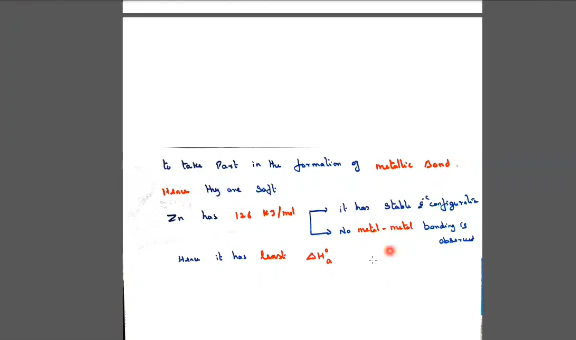 to take Part in the formation of metallic Bond.
Hence they are soft
Zn has 126 KJ/mol
it has stable e⁻ configuration
No metal-metal bonding is
observed
Hence it has least ΔH°a